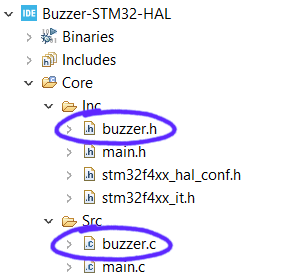 IDE Buzzer-STM32-HAL
Binaries
Includes
Core
Inc
.h buzzer.h
.h main.h
.h stm32f4xx_hal_conf.h
.h stm32f4xx_it.h
Src
.c buzzer.c
.c main.c